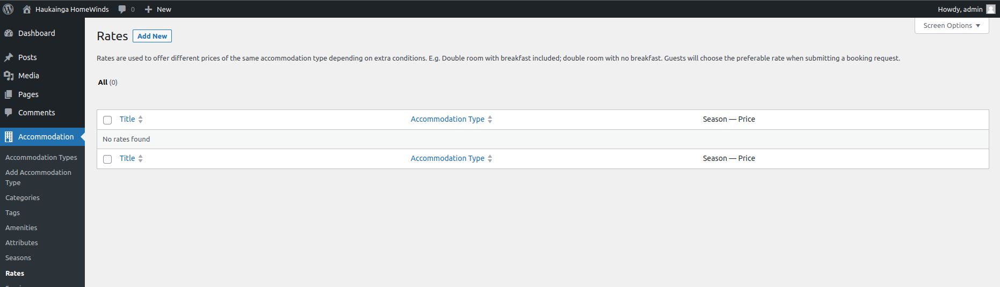 Haukainga HomeWinds 0 New Howdy, admin
Screen Options
Dashboard
Posts
Media
Pages
Comments
Accommodation
Accommodation Types
Add Accommodation
Type
Categories
Tags
Amenities
Attributes
Seasons
Rates
Rates Add New
Rates are used to offer different prices of the same accommodation type depending on extra conditions. E.g. Double room with breakfast included; double room with no breakfast. Guests will choose the preferable rate when submitting a booking request.
All (0)
Title Accommodation Type Season — Price
No rates found
Title Accommodation Type Season — Price